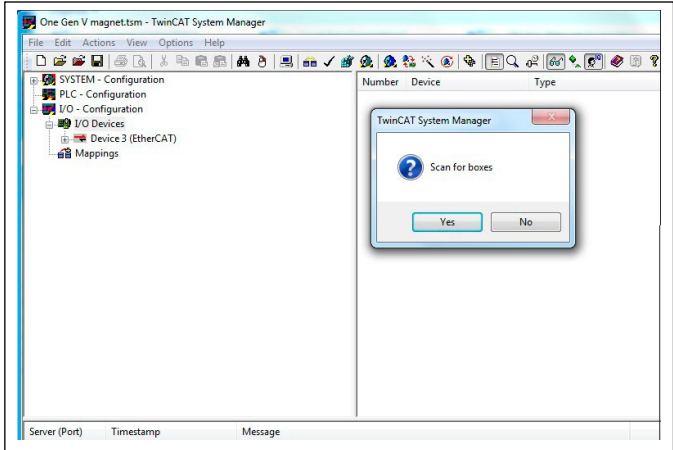 One Gen V magnet.tsm - TwinCAT System Manager
File Edit Actions View Options Help
SYSTEM - Configuration
PLC - Configuration
I/O - Configuration
I/O Devices
Device 3 (EtherCAT)
Mappings
Number Device Type
TwinCAT System Manager
Scan for boxes
Yes No
Server (Port) Timestamp Message